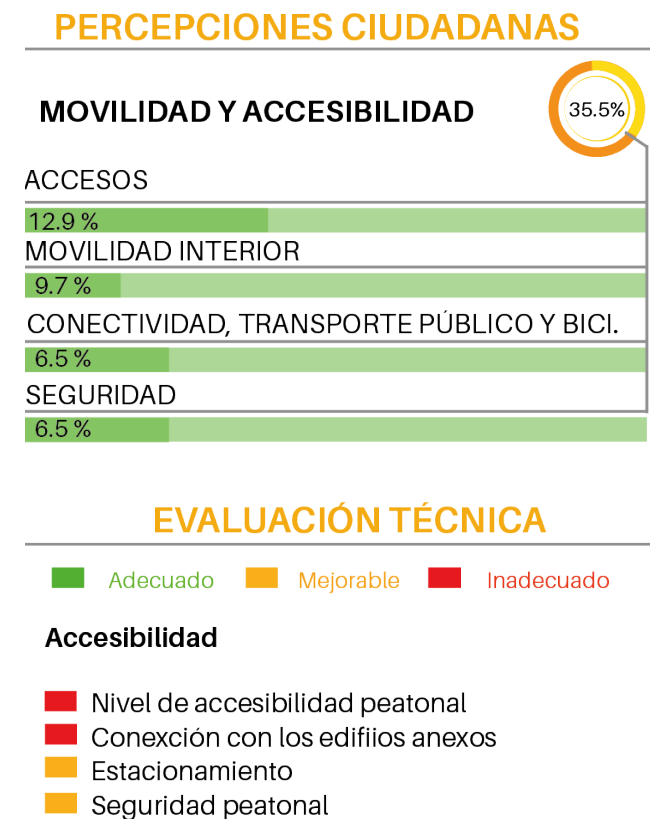 PERCEPCIONES CIUDADANAS
MOVILIDAD Y ACCESIBILIDAD
35.5%
ACCESOS
12.9 %
MOVILIDAD INTERIOR
9.7 %
CONECTIVIDAD, TRANSPORTE PÚBLICO Y BICI.
6.5 %
SEGURIDAD
6.5 %
EVALUACIÓN TÉCNICA
Adecuado Mejorable Inadecuado
Accesibilidad
Nivel de accesibilidad peatonal
Conexción con los edifiios anexos
Estacionamiento
Seguridad peatonal